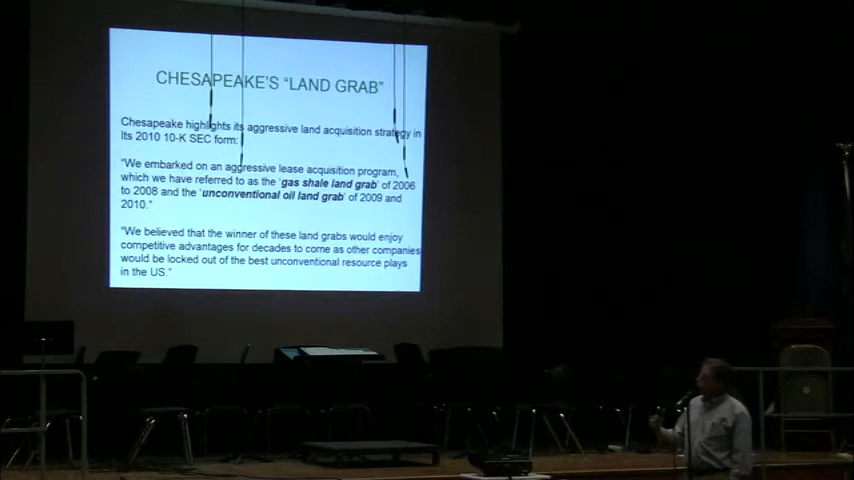 CHESAPEAKE'S “LAND GRAB”
Chesapeake highlights its aggressive land acquisition strategy in
Its 2010 10-K SEC form:
“We embarked on an aggressive lease acquisition program,
which we have referred to as the ‘gas shale land grab’ of 2006
to 2008 and the ‘unconventional oil land grab’ of 2009 and
2010.”
“We believed that the winner of these land grabs would enjoy
competitive advantages for decades to come as other companies
would be locked out of the best unconventional resource plays
in the US.”